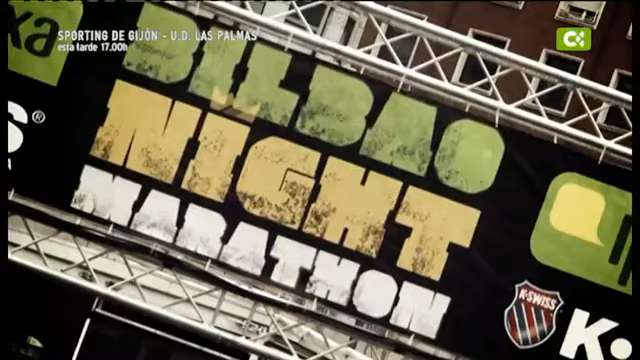 SPORTING DE GIJÓN - U.D. LAS PALMAS
esta tarde 17.00h
BILBAO
NIGHT
MARATHON
K·SWISS
K·